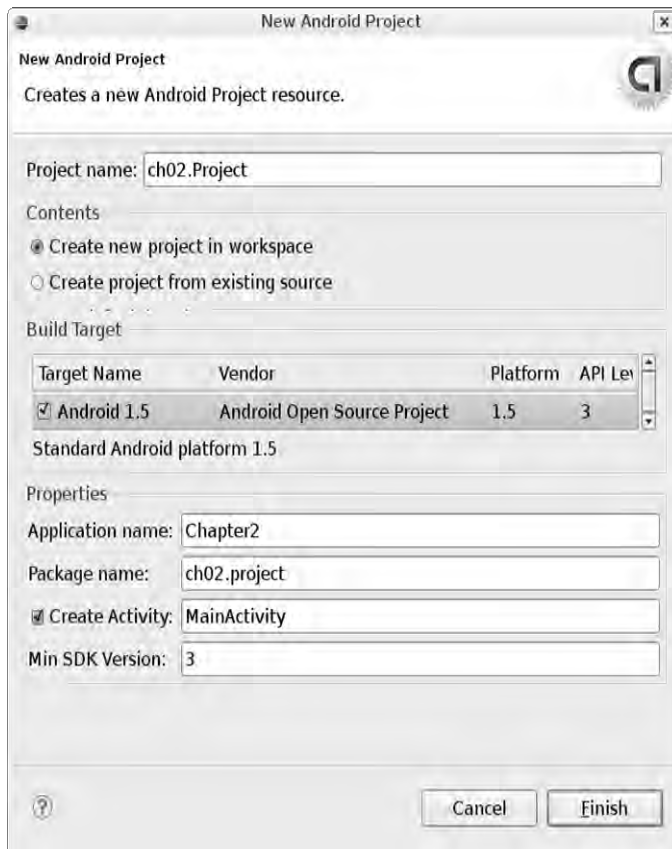 New Android Project
New Android Project
Creates a new Android Project resource.
Project name: ch02.Project
Contents
Create new project in workspace
Create project from existing source
Build Target
Target Name Vendor Platform API Lev
Android 1.5 Android Open Source Project 1.5 3
Standard Android platform 1.5
Properties
Application name: Chapter2
Package name: ch02.project
Create Activity: MainActivity
Min SDK Version: 3
? Cancel Finish